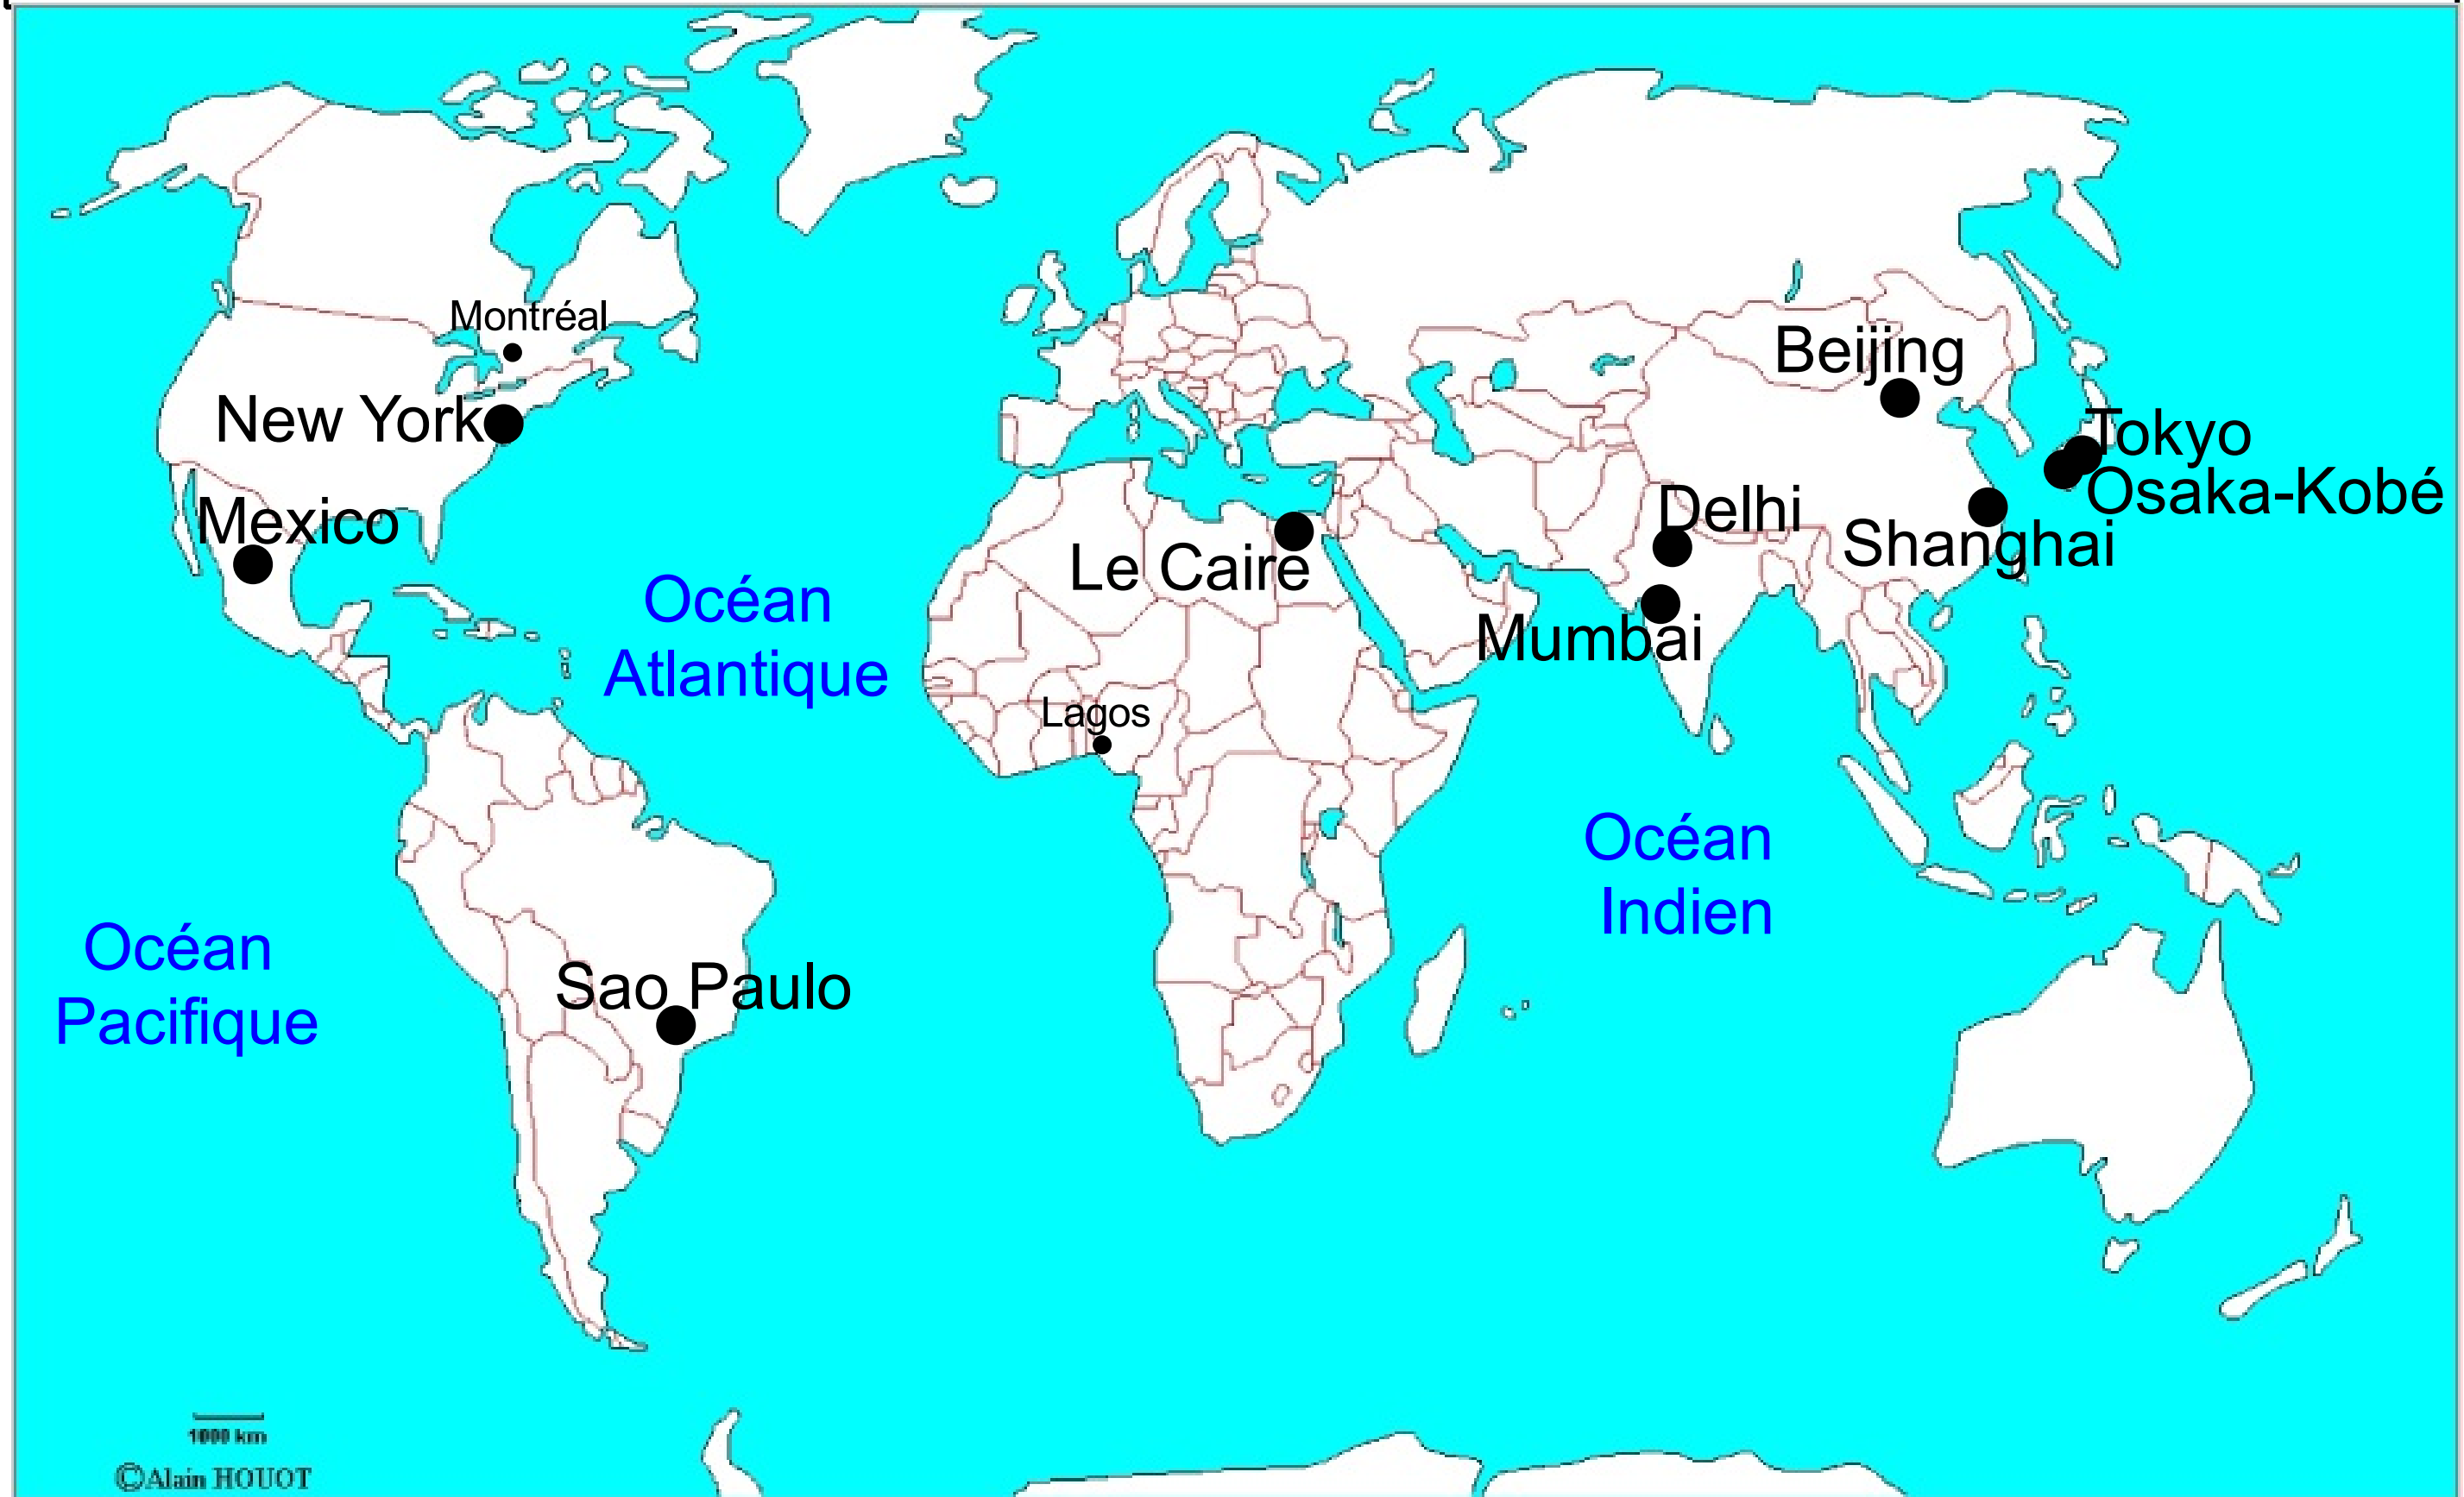 Montréal
Beijing
New York
Tokyo
Osaka-Kobé
Mexico
Delhi
Shanghai
Le Caire
Océan
Atlantique
Mumbai
Lagos
Océan
Indien
Océan
Pacifique
Sao Paulo
1000 km
©Alain HOUOT